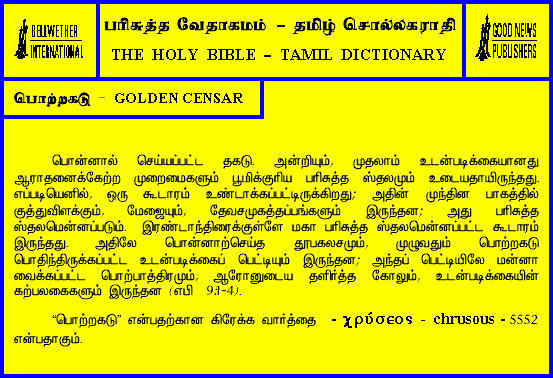 BELLWETHER
INTERNATIONAL
பரிசுத்த வேதாகமம் – தமிழ் சொல்லகராதி
THE HOLY BIBLE – TAMIL DICTIONARY
GOOD NEWS
PUBLISHERS
பொற்றகடு – GOLDEN CENSAR
பொன்னால் செய்யப்பட்ட தகடு. அன்றியும், முதலாம் உடன்படிக்கையானது
ஆராதனைக்கேற்ற முறைமைகளும் பூமிக்குரிய பரிசுத்த ஸ்தலமும் உடையதாயிருந்தது.
எப்படியெனில், ஒரு கூடாரம் உண்டாக்கப்பட்டிருக்கிறது; அதின் முந்தின பாகத்தில்
குத்துவிளக்கும், மேஜையும், தேவசமுகத்தப்பங்களும் இருந்தன; அது பரிசுத்த
ஸ்தலமென்னப்படும். இரண்டாந்திரைக்குள்ளே மகா பரிசுத்த ஸ்தலமென்னப்பட்ட கூடாரம்
இருந்தது. அதிலே பொன்னாற்செய்த தூபகலசமும், முழுவதும் பொற்றகடு
பொதிந்திருக்கப்பட்ட உடன்படிக்கைப் பெட்டியும் இருந்தன; அந்தப் பெட்டியிலே மன்னா
வைக்கப்பட்ட பொற்பாத்திரமும், ஆரோனுடைய தளிர்த்த கோலும், உடன்படிக்கையின்
கற்பலகைகளும் இருந்தன (எபி 9:1-4).
“பொற்றகடு” என்பதற்கான கிரேக்க வார்த்தை - χρύσεος - chrusous - 5552
என்பதாகும்.